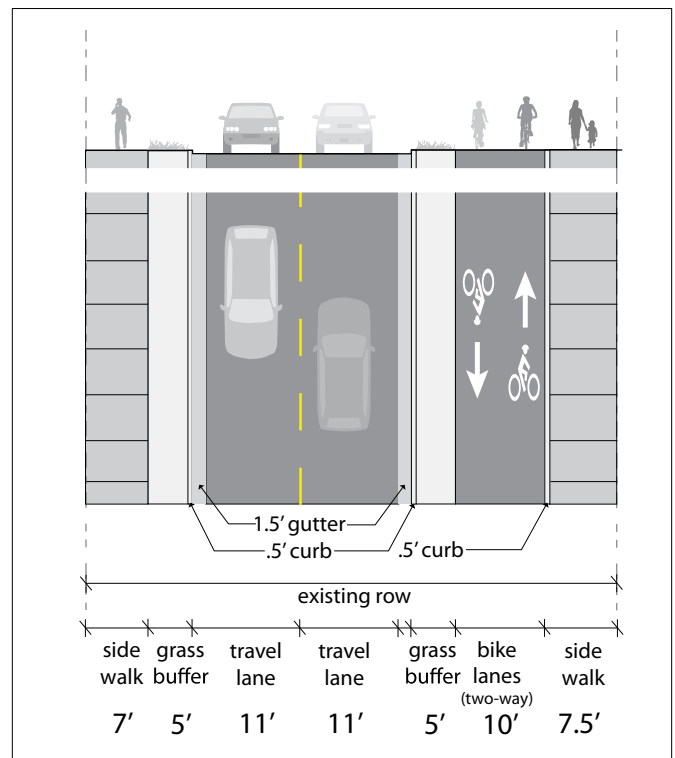 1.5’ gutter
.5’ curb .5’ curb
existing row
side walk grass buffer travel lane travel lane grass buffer bike lanes (two-way) side walk
7’ 5’ 11’ 11’ 5’ 10’ 7.5’